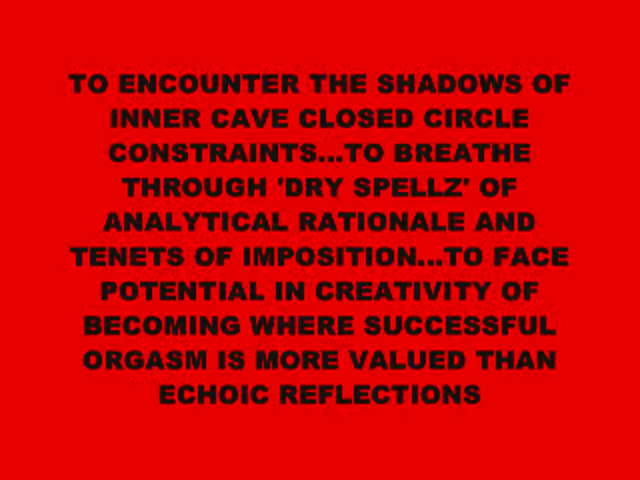 TO ENCOUNTER THE SHADOWS OF
INNER CAVE CLOSED CIRCLE
CONSTRAINTS...TO BREATHE
THROUGH 'DRY SPELLZ' OF
ANALYTICAL RATIONALE AND
TENETS OF IMPOSITION...TO FACE
POTENTIAL IN CREATIVITY OF
BECOMING WHERE SUCCESSFUL
ORGASM IS MORE VALUED THAN
ECHOIC REFLECTIONS